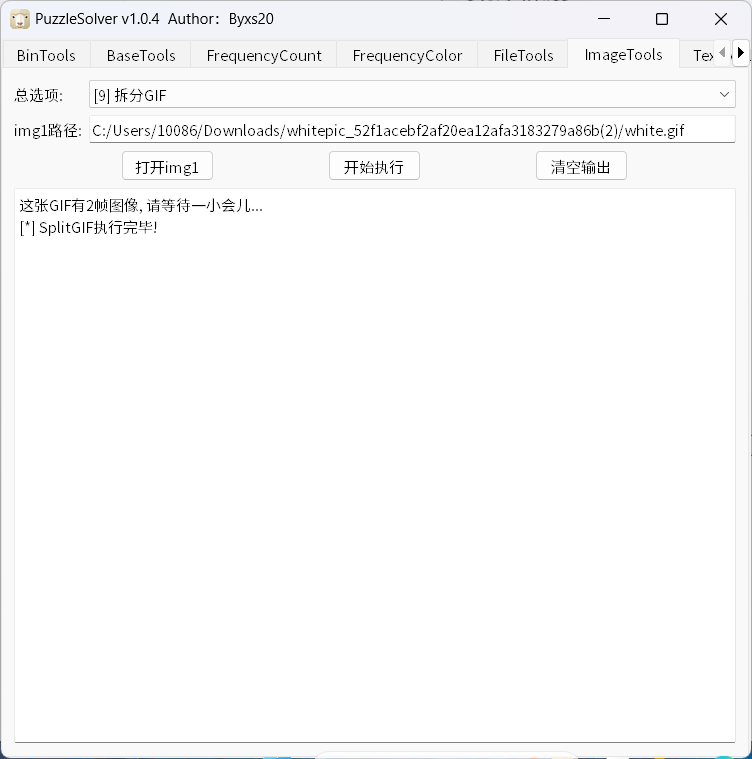 PuzzleSolver v1.0.4 Author：Byxs20
BinTools BaseTools FrequencyCount FrequencyColor FileTools ImageTools
总选项: [9] 拆分GIF
img1路径: C:/Users/10086/Downloads/whitepic_52f1acebf2af20ea12afa3183279a86b(2)/white.gif
打开img1 开始执行 清空输出
这张GIF有2帧图像, 请等待一小会儿...
[*] SplitGIF执行完毕!